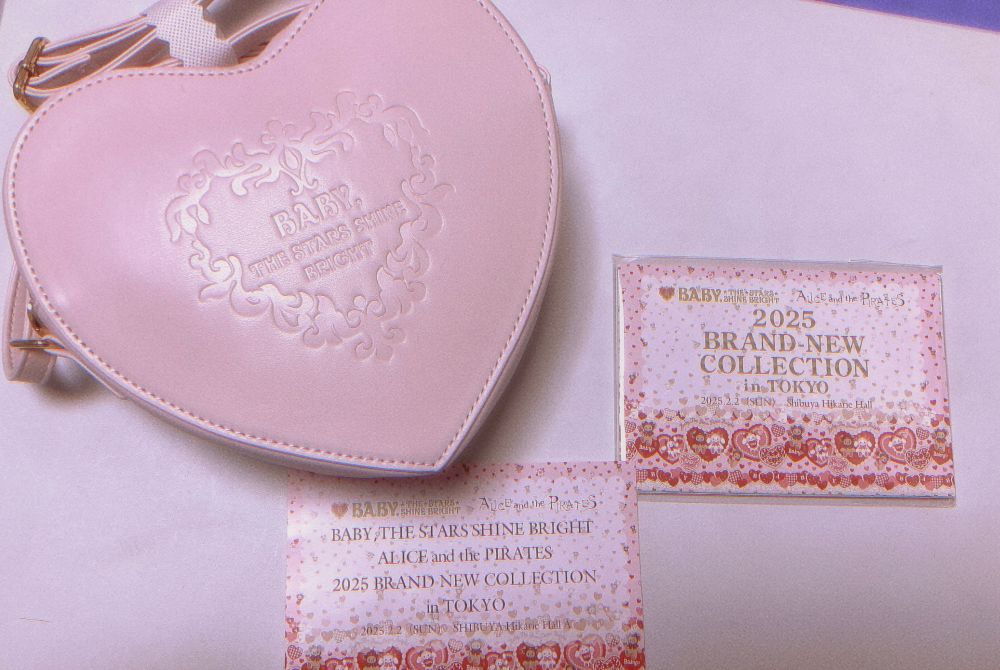 BABY,
THE STARS SHINE
BRIGHT
BABY, THE STARS SHINE BRIGHT ALICE and the PIRATES
2025
BRAND-NEW
COLLECTION
in TOKYO
2025.2.2 (SUN) Shibuya Hikarie Hall
BABY, THE STARS SHINE BRIGHT ALICE and the PIRATES
BABY, THE STARS SHINE BRIGHT
ALICE and the PIRATES
2025 BRAND NEW COLLECTION
in TOKYO
2025.2.2 (SUN) SHIBUYA Hikarie Hall A